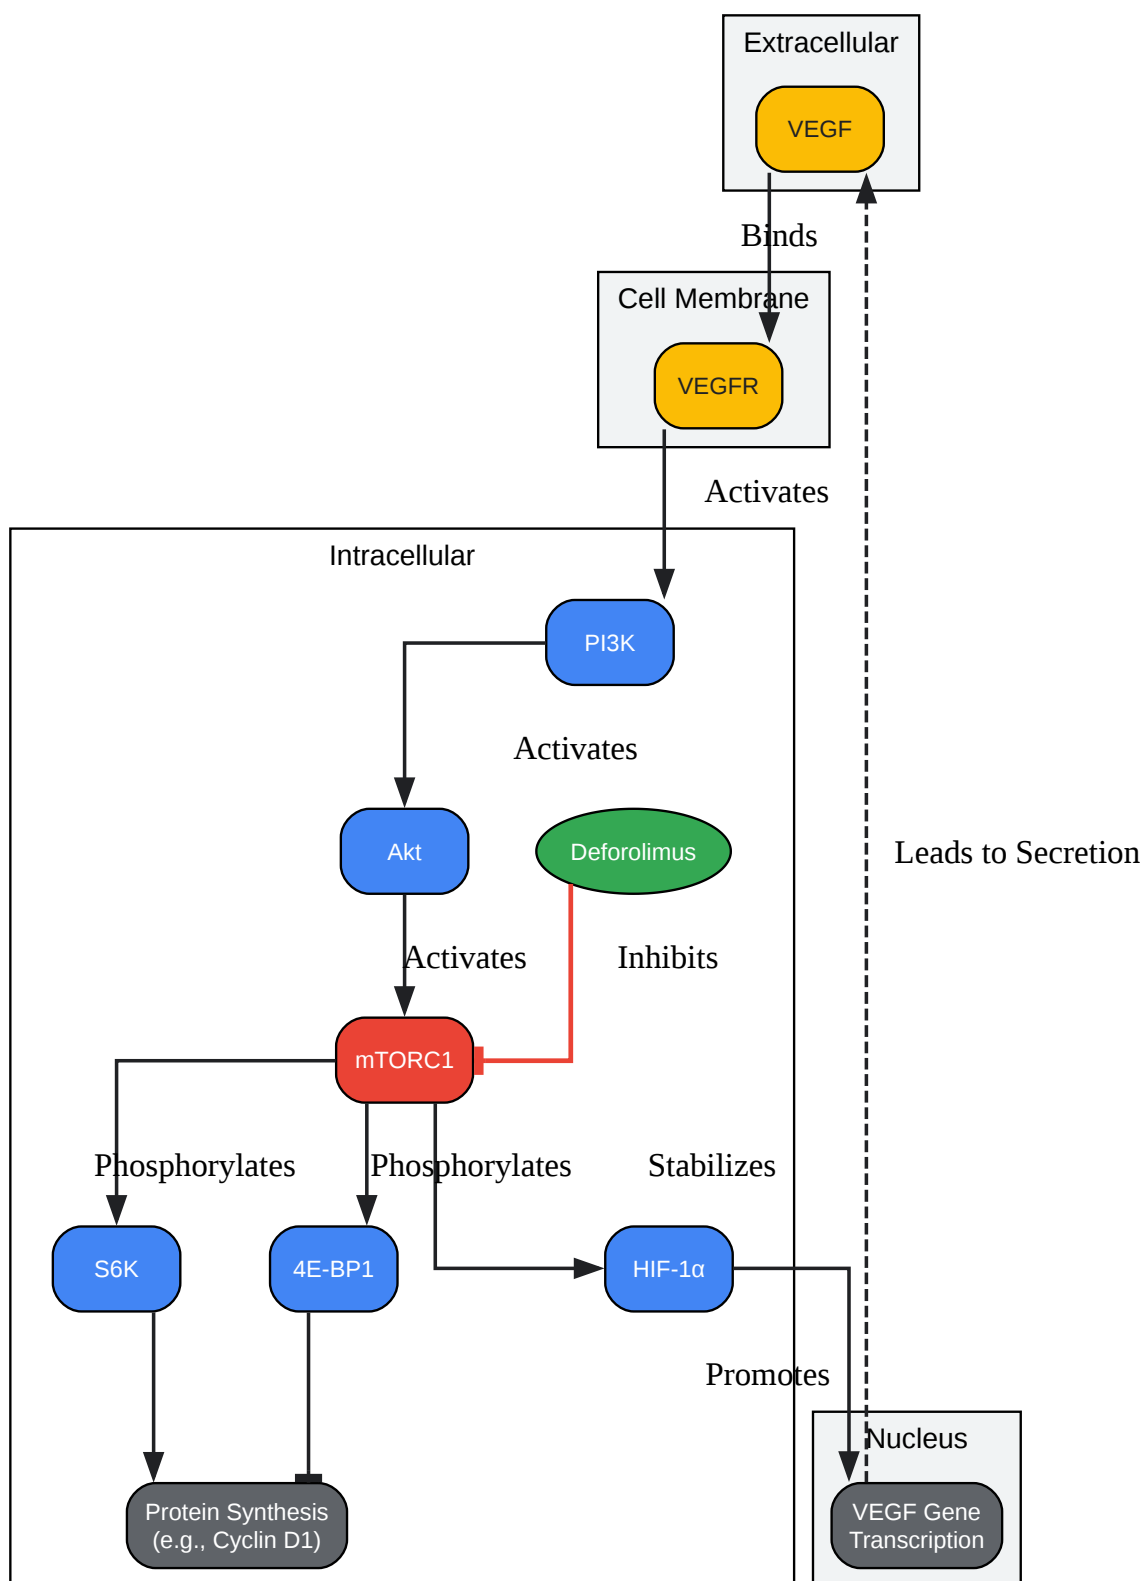 Extracellular
VEGF
Binds
Cell Membrane
VEGFR
Activates
Intracellular
PI3K
Activates
Akt
Deforolimus
Leads to Secretion
Activates
Inhibits
mTORC1
Phosphorylates
Phosphorylates
Stabilizes
S6K
4E-BP1
HIF-1α
Promotes
Nucleus
Protein Synthesis
(e.g., Cyclin D1)
VEGF Gene
Transcription